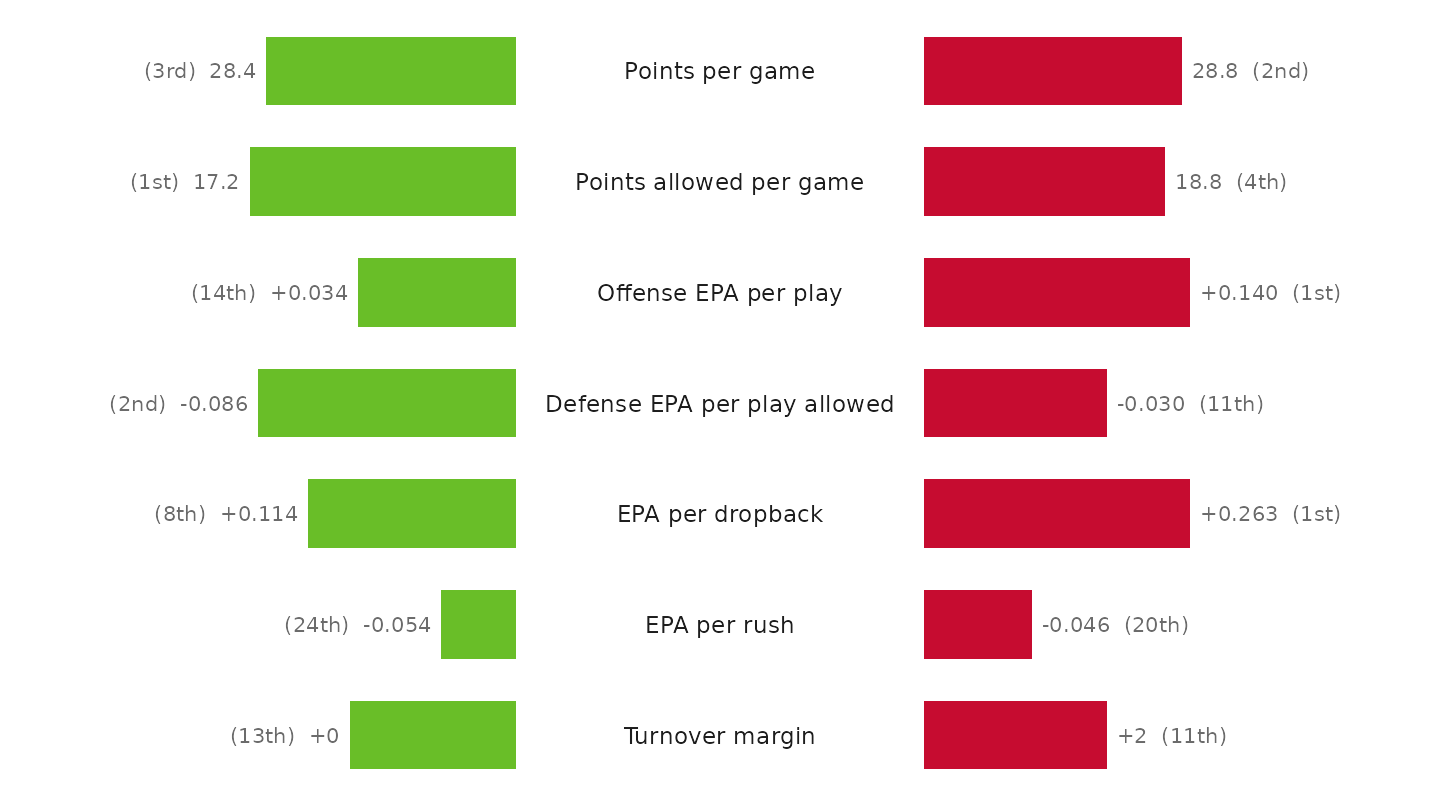 (3rd) 28.4 Points per game 28.8 (2nd)
(1st) 17.2 Points allowed per game 18.8 (4th)
(14th) +0.034 Offense EPA per play +0.140 (1st)
(2nd) -0.086 Defense EPA per play allowed -0.030 (11th)
(8th) +0.114 EPA per dropback +0.263 (1st)
(24th) -0.054 EPA per rush -0.046 (20th)
(13th) +0 Turnover margin +2 (11th)